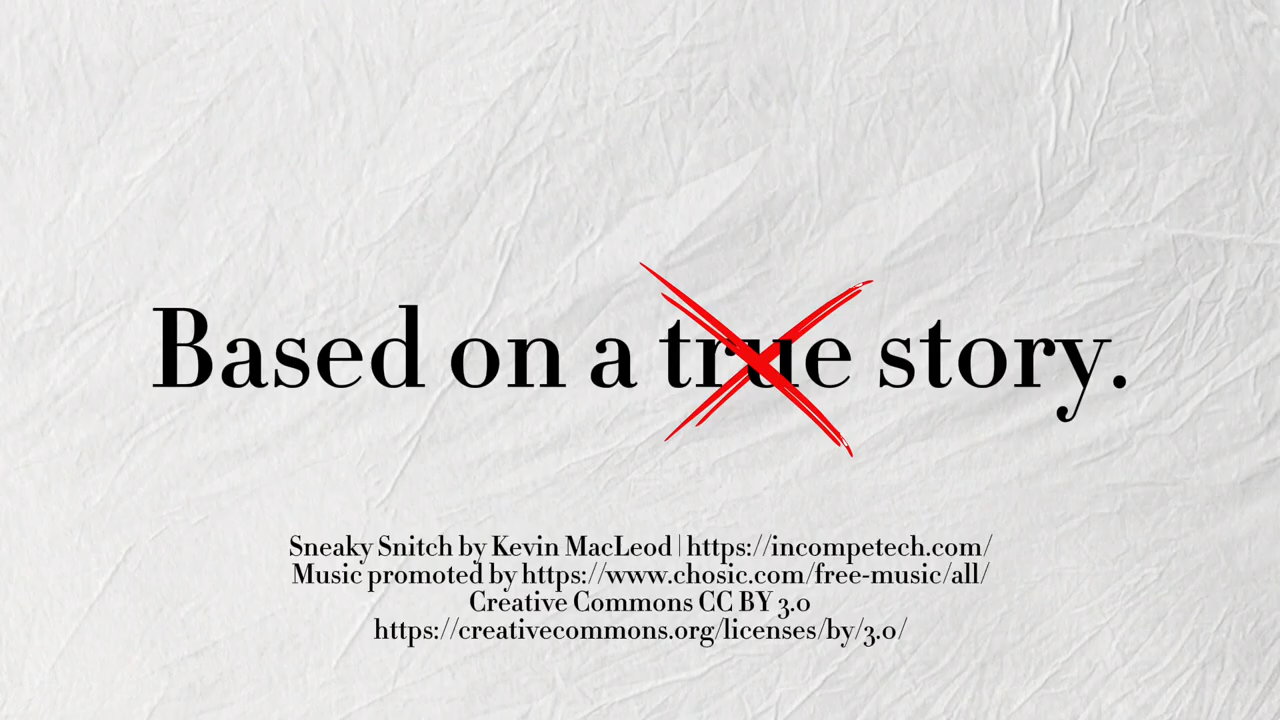 Based on a true story.
Sneaky Snitch by Kevin MacLeod | https://incompetech.com/
Music promoted by https://www.chosic.com/free-music/all/
Creative Commons CC BY 3.0
https://creativecommons.org/licenses/by/3.0/